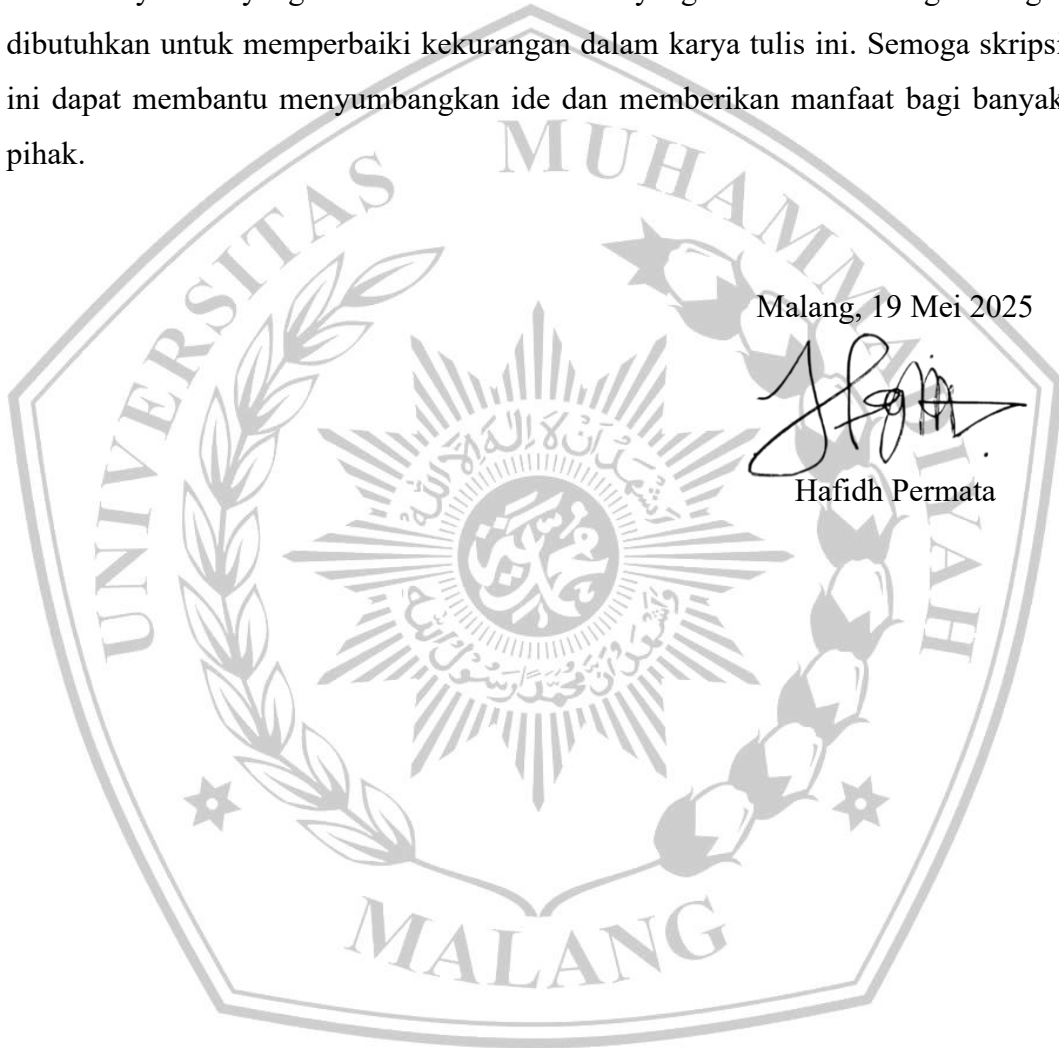 dibutuhkan untuk memperbaiki kekurangan dalam karya tulis ini. Semoga skripsi
ini dapat membantu menyumbangkan ide dan memberikan manfaat bagi banyak
pihak.
UNIVERSITAS MUHAMMADIYAH
Malang, 19 Mei 2025
Hafidh Permata
MALANG